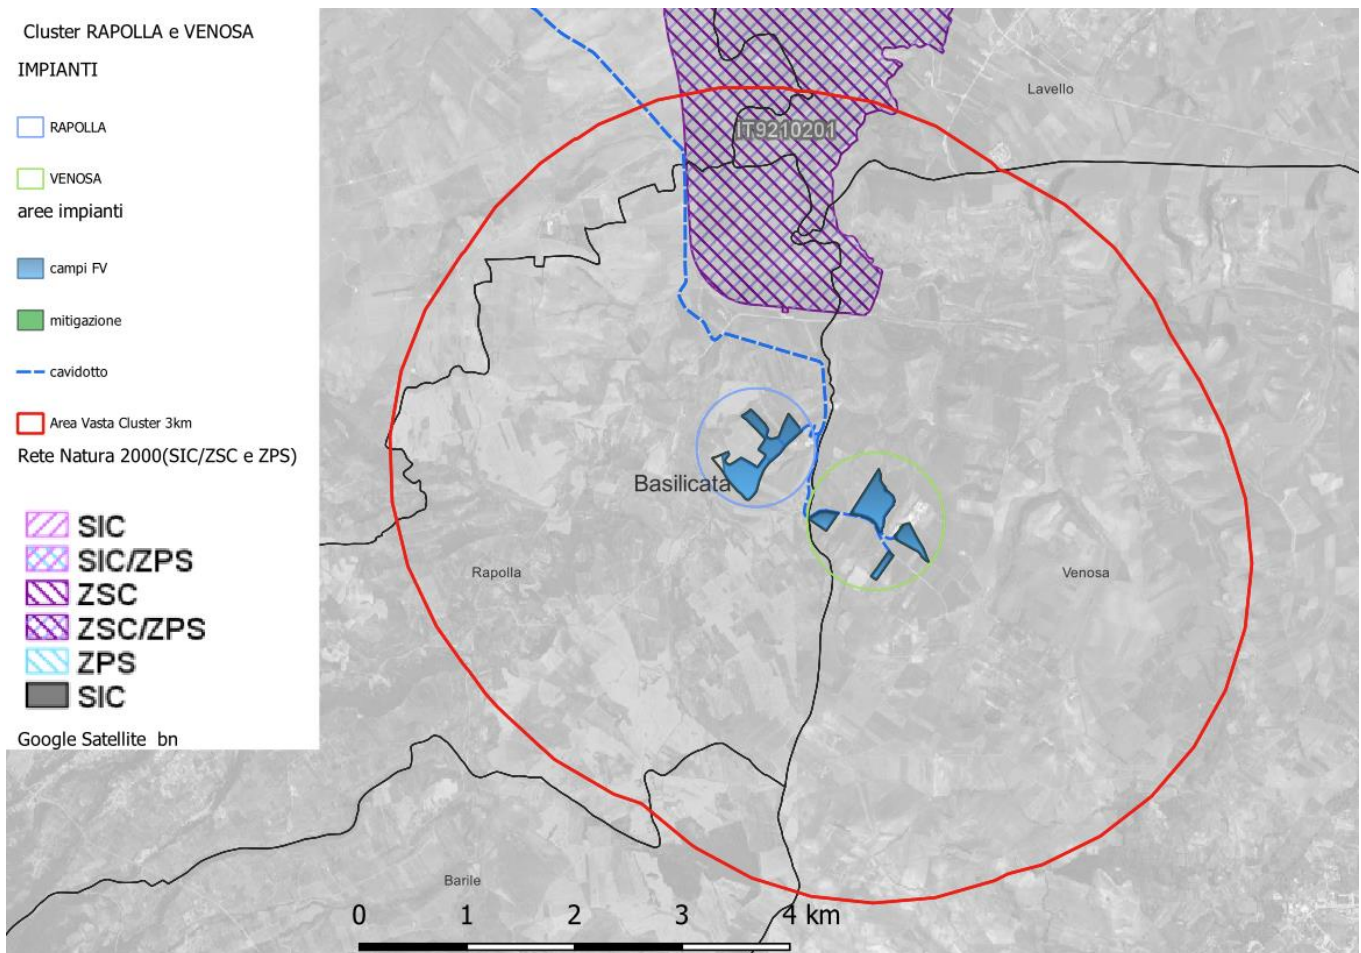 Cluster RAPOLLA e VENOSA
IMPIANTI
RAPOLLA
VENOSA
aree impianti
campi FV
mitigazione
cavidotto
Area Vasta Cluster 3km
Rete Natura 2000(SIC/ZSC e ZPS)
SIC
SIC/ZPS
ZSC
ZSC/ZPS
ZPS
SIC
Google Satellite bn
Lavello
IT9210201
Basilicata
Rapolla
Venosa
Barile
0 1 2 3 4 km